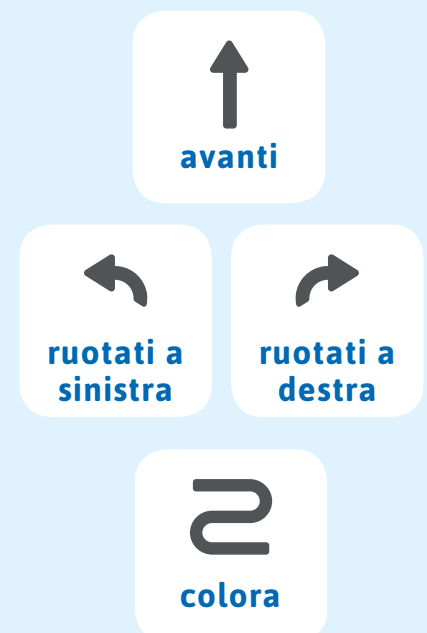 avanti
ruotati a
sinistra
ruotati a
destra
colora